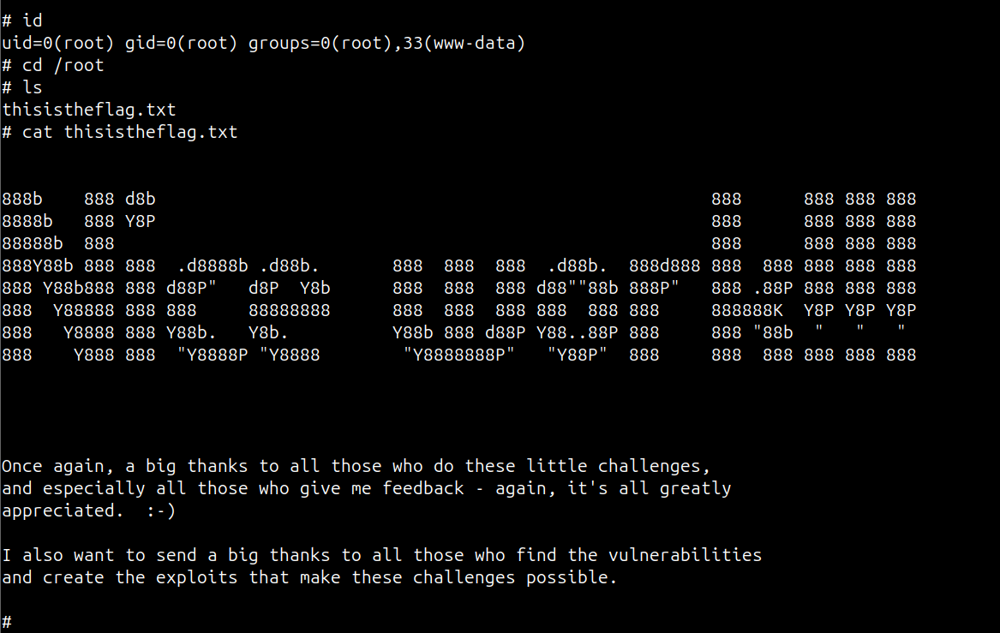 # id
uid=0(root) gid=0(root) groups=0(root),33(www-data)
# cd /root
# ls
thisistheflag.txt
# cat thisistheflag.txt
888b    888 d8b                                                      888      888 888 888
8888b   888 Y8P                                                      888      888 888 888
88888b  888                                                          888      888 888 888
888Y88b 888 888  .d8888b .d88b.       888  888  888  .d88b.  888d888 888  888 888 888 888
888 Y88b888 888 d88P"   d8P  Y8b      888  888  888 d88""88b 888P"   888 .88P 888 888 888
888  Y88888 888 888     88888888      888  888  888 888  888 888     888888K  Y8P Y8P Y8P
888   Y8888 888 Y88b.   Y8b.          Y88b 888 d88P Y88..88P 888     888 "88b  "   "   "
888    Y888 888  "Y8888P "Y8888        "Y8888888P"   "Y88P"  888     888  888 888 888 888
Once again, a big thanks to all those who do these little challenges,
and especially all those who give me feedback - again, it's all greatly
appreciated.  :-)
I also want to send a big thanks to all those who find the vulnerabilities
and create the exploits that make these challenges possible.
#